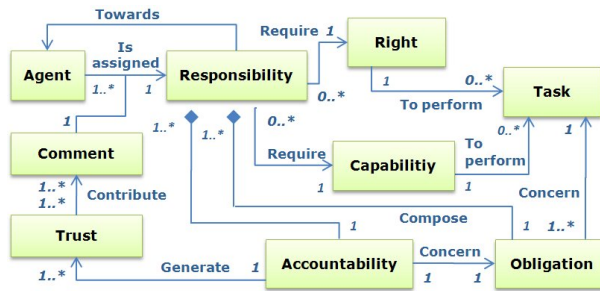 Towards
Is
assigned
Require 1
Right
Agent
Responsibility
Task
1..* 1
0..*
1 0..*
To perform
1
1..* 1..*
0..*
0..* 1
Comment
Require
Capabilitiy
To
perform
1..*
1..*
Contribute
1 1
Concern
Trust
Compose
1 1 1..*
1..*
Generate 1
Accountability
Concern
1 1
Obligation